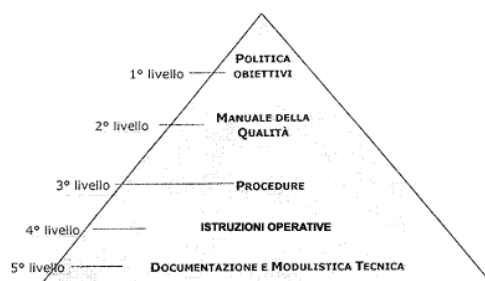 POLITICA
OBIETTIVI
1° livello
MANUALE DELLA
QUALITÀ
2° livello
3° livello
PROCEDURE
4° livello
ISTRUZIONI OPERATIVE
5° livello
DOCUMENTAZIONE E MODULISTICA TECNICA